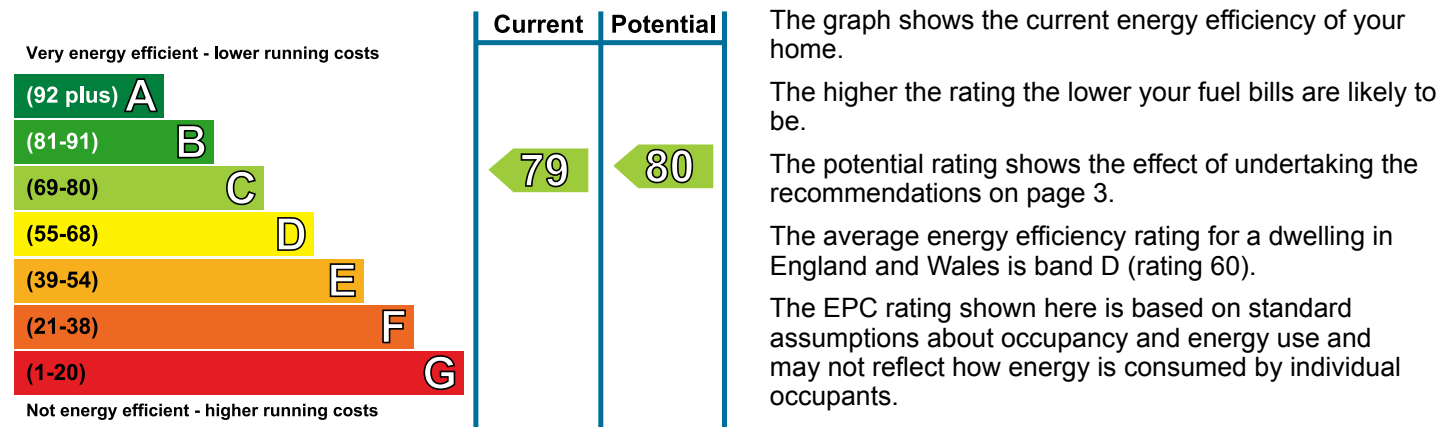 Current Potential
Very energy efficient - lower running costs
(92 plus) A
(81-91) B
(69-80) C
(55-68) D
(39-54) E
(21-38) F
(1-20) G
Not energy efficient - higher running costs
79 80
The graph shows the current energy efficiency of your
home.
The higher the rating the lower your fuel bills are likely to
be.
The potential rating shows the effect of undertaking the
recommendations on page 3.
The average energy efficiency rating for a dwelling in
England and Wales is band D (rating 60).
The EPC rating shown here is based on standard
assumptions about occupancy and energy use and
may not reflect how energy is consumed by individual
occupants.